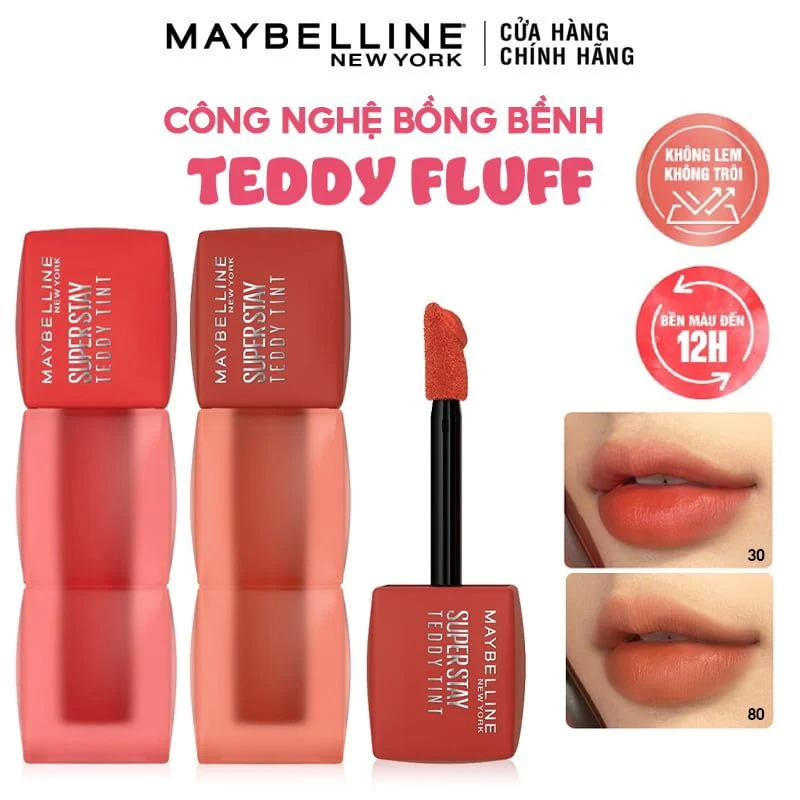 MAYBELLINE
NEW YORK
CỬA HÀNG
CHÍNH HÃNG
CÔNG NGHỆ BỒNG BỀNH
TEDDY FLUFF
KHÔNG LEM
KHÔNG TRÔI
BỀN MÀU ĐẾN
12H
MAYBELLINE
NEW YORK
SUPER STAY
TEDDY TINT
MAYBELLINE
NEW YORK
SUPER STAY
TEDDY TINT
MAYBELLINE
NEW YORK
SUPER STAY
TEDDY TINT
30
80